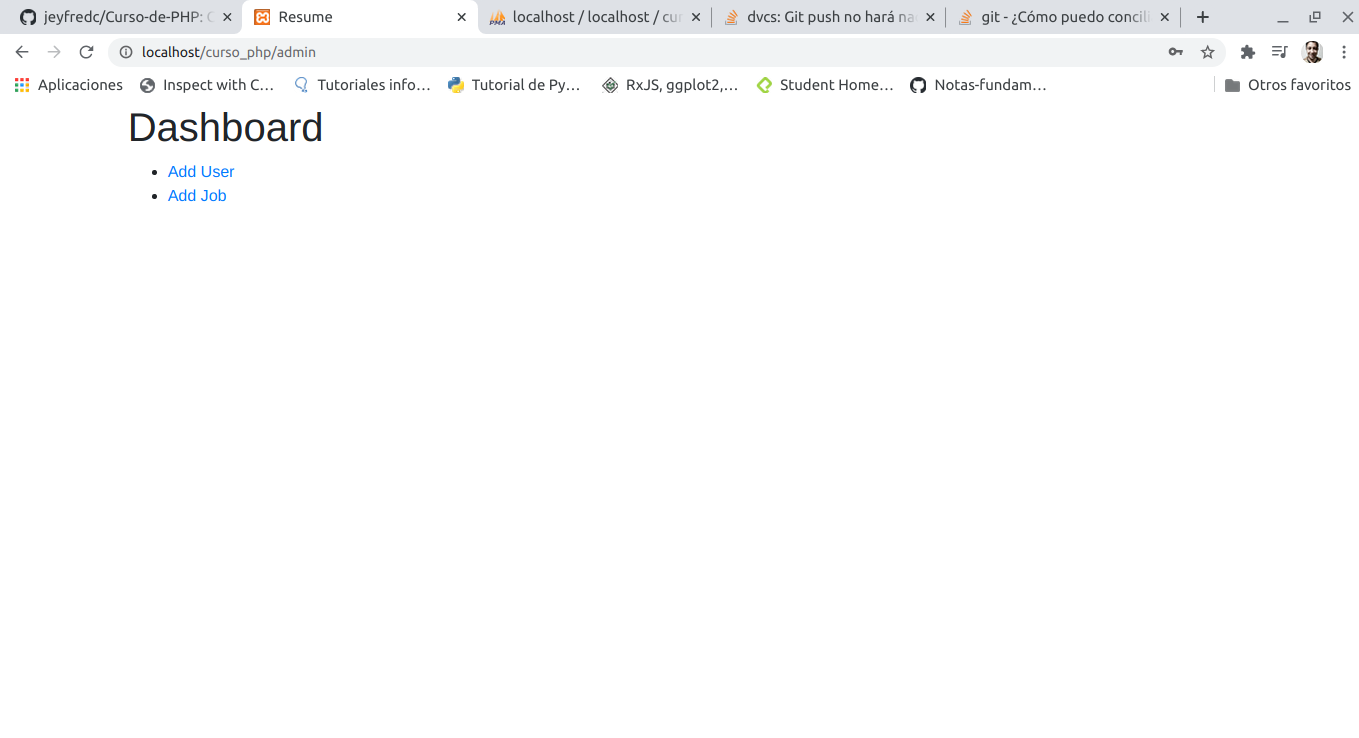 jeyfredc/Curso-de-PHP: C
Resume
localhost / localhost / cur
dvcs: Git push no hará na
git - ¿Cómo puedo concili
localhost/curso_php/admin
Aplicaciones
Inspect with C...
Tutoriales info...
Tutorial de Py...
RxJS, ggplot2,...
Student Home...
Notas-fundam...
Otros favoritos
Dashboard
Add User
Add Job